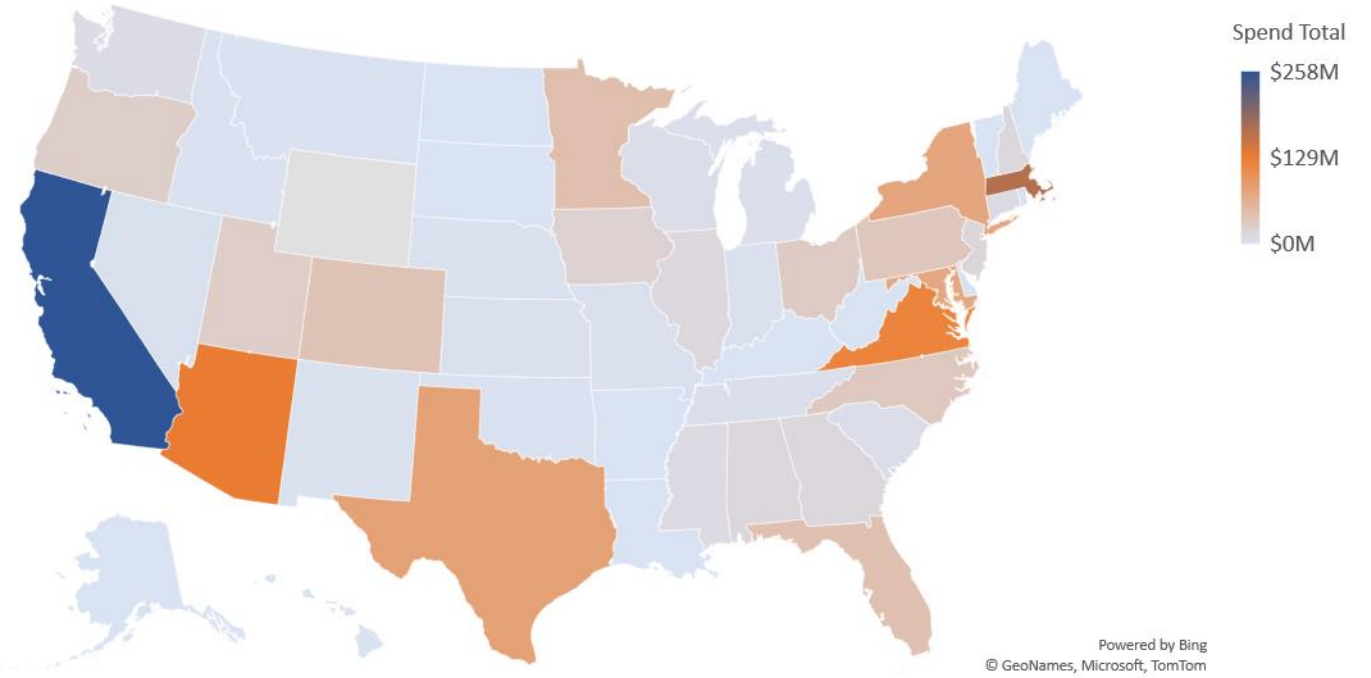 Spend Total
$258M
$129M
$0M
Powered by Bing
© GeoNames, Microsoft, TomTom